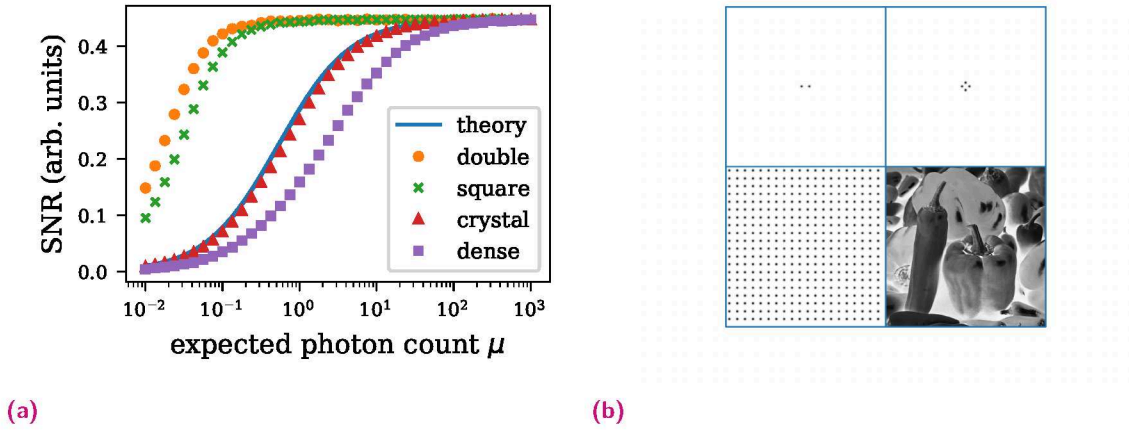 SNR (arb. units)
0.4
0.3
0.2
0.1
0.0
theory
double
square
crystal
dense
10⁻² 10⁻¹ 10⁰ 10¹ 10² 10³
expected photon count μ
(a) (b)